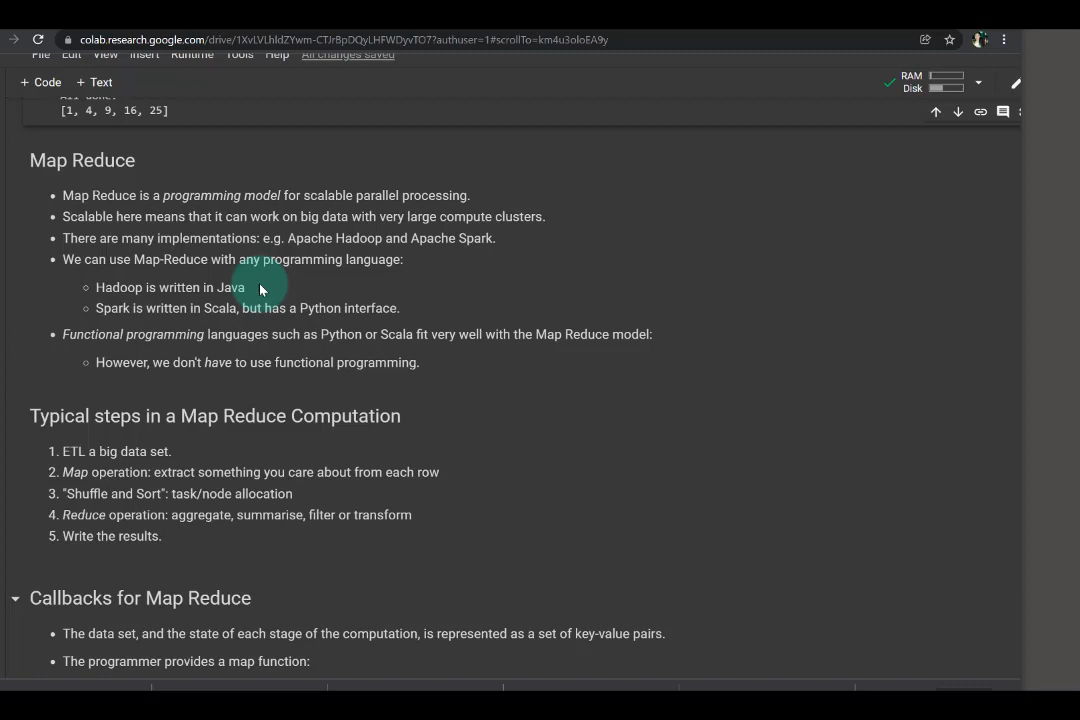 colab.research.google.com/drive/1XvLVLhldZYwm-CTJrBpDQyLHFWDyvTO7?authuser=1#scrollTo=km4u3oloEA9y
File Edit View Insert Runtime Tools Help All changes saved
+ Code + Text
RAM
Disk
All done.
[1, 4, 9, 16, 25]
Map Reduce
• Map Reduce is a programming model for scalable parallel processing.
• Scalable here means that it can work on big data with very large compute clusters.
• There are many implementations: e.g. Apache Hadoop and Apache Spark.
• We can use Map-Reduce with any programming language:
◦ Hadoop is written in Java
◦ Spark is written in Scala, but has a Python interface.
• Functional programming languages such as Python or Scala fit very well with the Map Reduce model:
◦ However, we don't have to use functional programming.
Typical steps in a Map Reduce Computation
1. ETL a big data set.
2. Map operation: extract something you care about from each row
3. "Shuffle and Sort": task/node allocation
4. Reduce operation: aggregate, summarise, filter or transform
5. Write the results.
Callbacks for Map Reduce
• The data set, and the state of each stage of the computation, is represented as a set of key-value pairs.
• The programmer provides a map function: